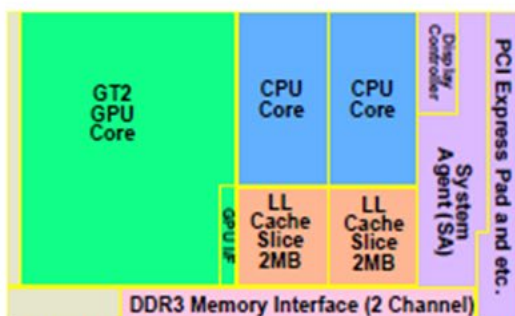 GT2
GPU
Core
CPU
Core
CPU
Core
Display
Controller
PCI Express Pad and etc.
System
Agent (SA)
GPU I/F
LL
Cache
Slice
2MB
LL
Cache
Slice
2MB
DDR3 Memory Interface (2 Channel)